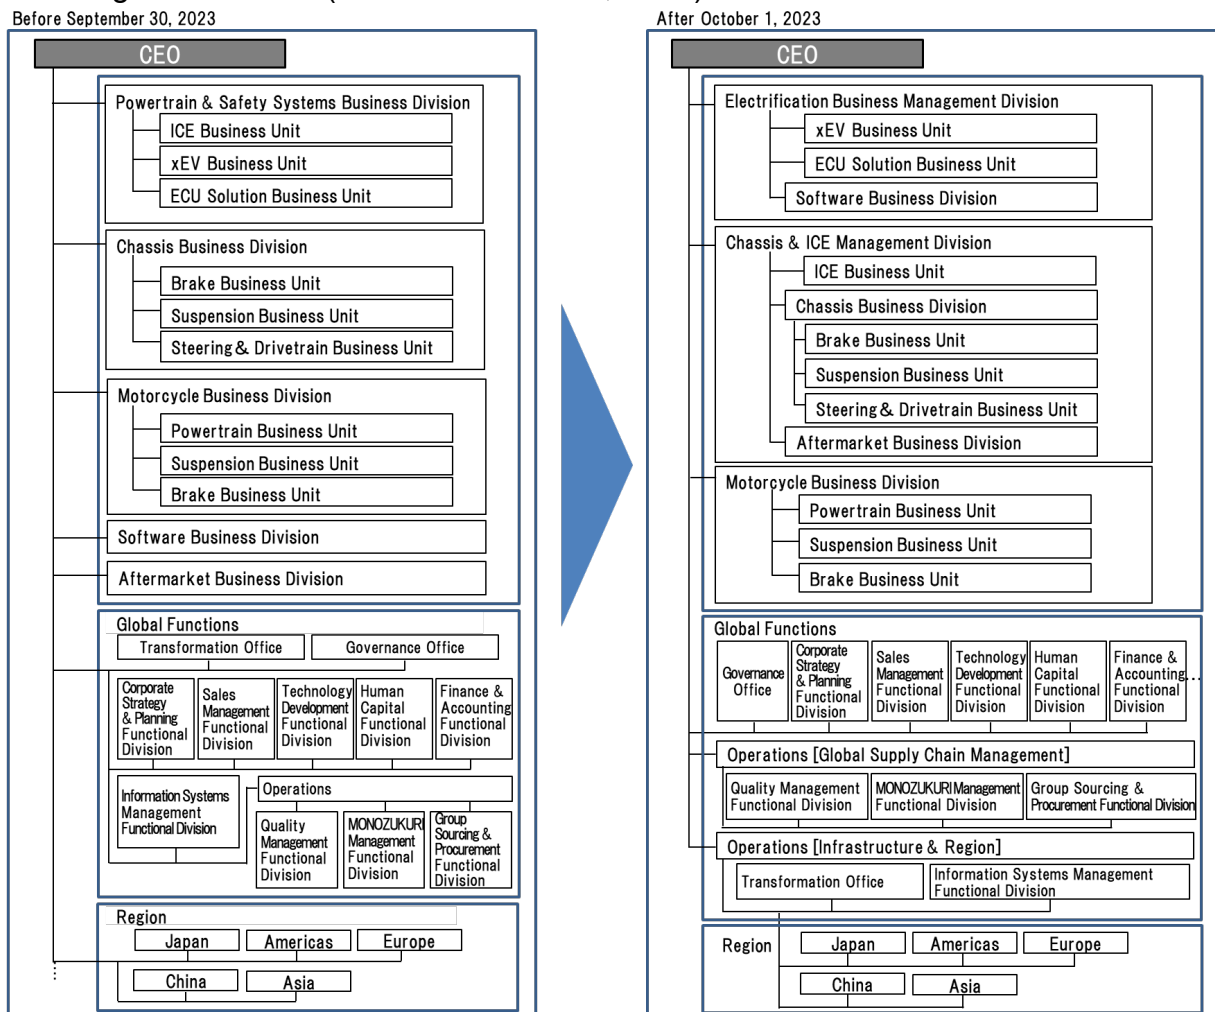 Before September 30, 2023
CEO
Powertrain & Safety Systems Business Division
ICE Business Unit
xEV Business Unit
ECU Solution Business Unit
Chassis Business Division
Brake Business Unit
Suspension Business Unit
Steering& Drivetrain Business Unit
Motorcycle Business Division
Powertrain Business Unit
Suspension Business Unit
Brake Business Unit
Software Business Division
Aftermarket Business Division
Global Functions
Transformation Office
Governance Office
Corporate
Strategy
& Planning
Functional
Division
Sales
Management
Functional
Division
Technology
Development
Functional
Division
Human
Capital
Functional
Division
Finance &
Accounting
Functional
Division
Information Systems
Management
Functional Division
Operations
Quality
Management
Functional
Division
MONOZUKURI
Management
Functional
Division
Group
Sourcing &
Procurement
Functional
Division
Region
Japan
Americas
Europe
China
Asia
After October 1, 2023
CEO
Electrification Business Management Division
xEV Business Unit
ECU Solution Business Unit
Software Business Division
Chassis & ICE Management Division
ICE Business Unit
Chassis Business Division
Brake Business Unit
Suspension Business Unit
Steering& Drivetrain Business Unit
Aftermarket Business Division
Motorcycle Business Division
Powertrain Business Unit
Suspension Business Unit
Brake Business Unit
Global Functions
Governance
Office
Corporate
Strategy
& Planning
Functional
Division
Sales
Management
Functional
Division
Technology
Development
Functional
Division
Human
Capital
Functional
Division
Finance &
Accounting...
Functional
Division
Operations [Global Supply Chain Management]
Quality Management
Functional Division
MONOZUKURI Management
Functional Division
Group Sourcing &
Procurement Functional Division
Operations [Infrastructure & Region]
Transformation Office
Information Systems Management
Functional Division
Region
Japan
Americas
Europe
China
Asia